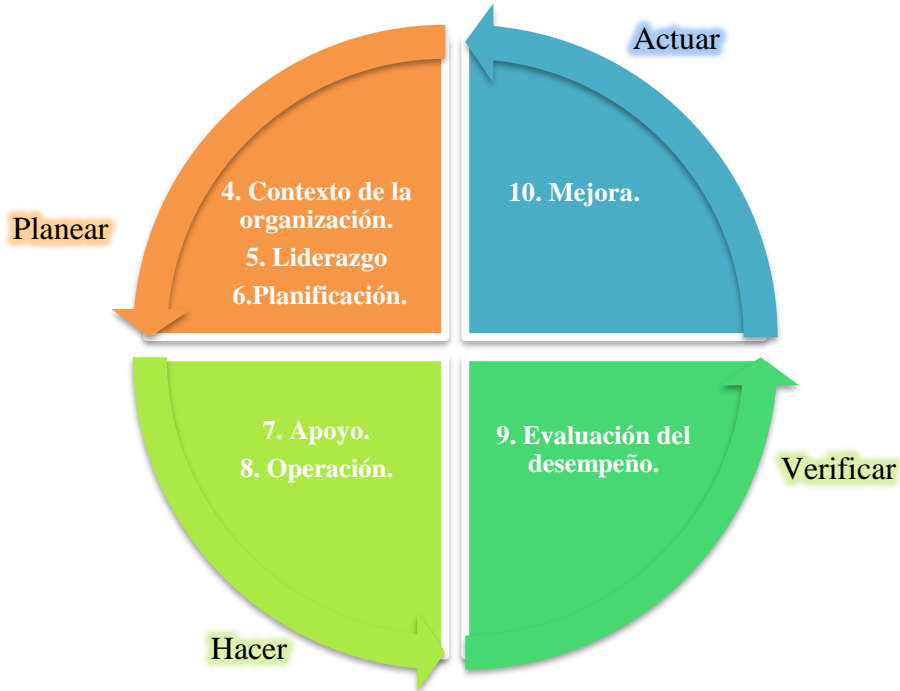 Actuar
Planear
4. Contexto de la
organización.
5. Liderazgo
6.Planificación.
10. Mejora.
7. Apoyo.
8. Operación.
9. Evaluación del
desempeño.
Verificar
Hacer